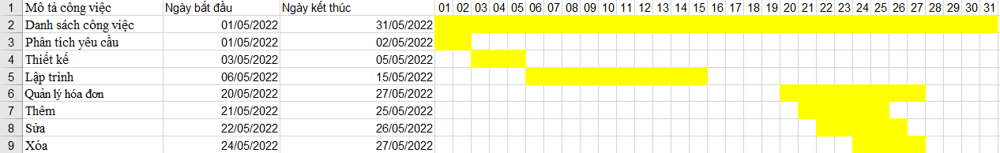 1 Mô tả công việc Ngày bắt đầu Ngày kết thúc 01 02 03 04 05 06 07 08 09 10 11 12 13 14 15 16 17 18 19 20 21 22 23 24 25 26 27 28 29 30 31
2 Danh sách công việc 01/05/2022 31/05/2022
3 Phân tích yêu cầu 01/05/2022 02/05/2022
4 Thiết kế 03/05/2022 05/05/2022
5 Lập trình 06/05/2022 15/05/2022
6 Quản lý hóa đơn 20/05/2022 27/05/2022
7 Thêm 21/05/2022 25/05/2022
8 Sửa 22/05/2022 26/05/2022
9 Xóa 24/05/2022 27/05/2022